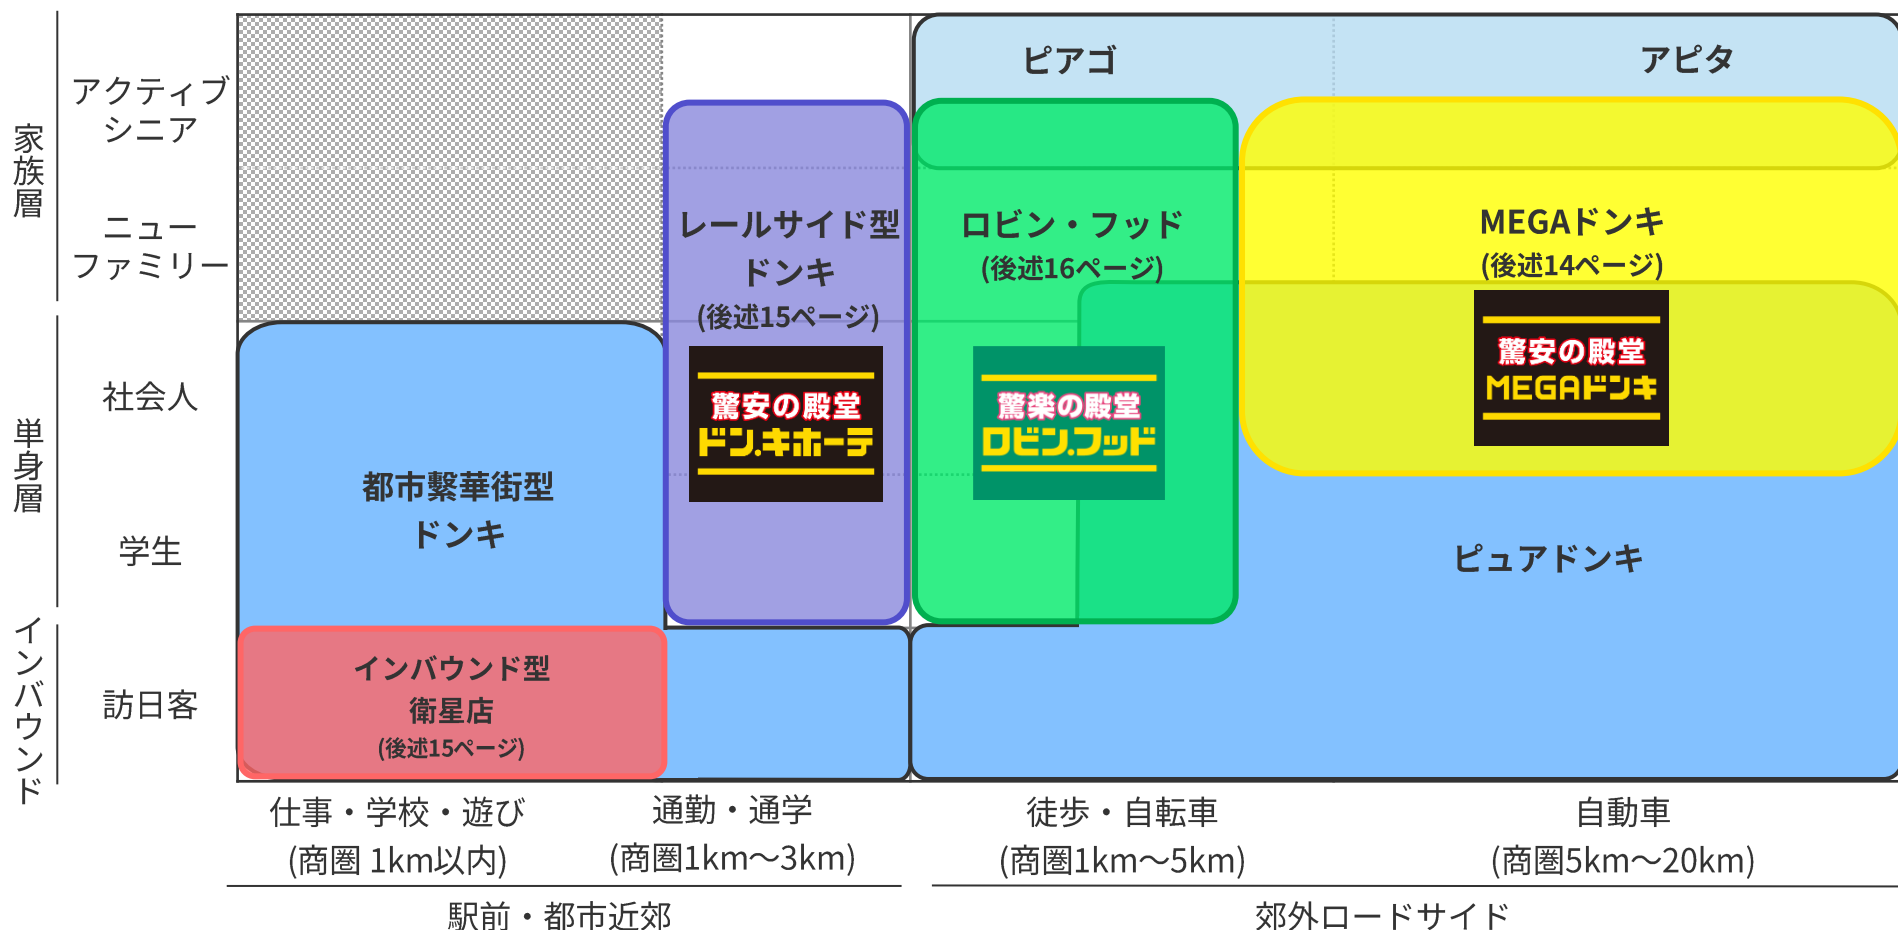 家族層
アクティブ
シニア
ニュー
ファミリー
単身層
社会人
学生
インバウンド
訪日客
ピアゴ
アピタ
レールサイド型
ドンキ
(後述15ページ)
驚安の殿堂
ドン.キホーテ
ロビン・フッド
(後述16ページ)
驚楽の殿堂
ロビン.フッド
MEGAドンキ
(後述14ページ)
驚安の殿堂
MEGAドンキ
都市繫華街型
ドンキ
ピュアドンキ
インバウンド型
衛星店
(後述15ページ)
仕事・学校・遊び
(商圏 1km以内)
通勤・通学
(商圏1km～3km)
徒歩・自転車
(商圏1km～5km)
自動車
(商圏5km～20km)
駅前・都市近郊
郊外ロードサイド